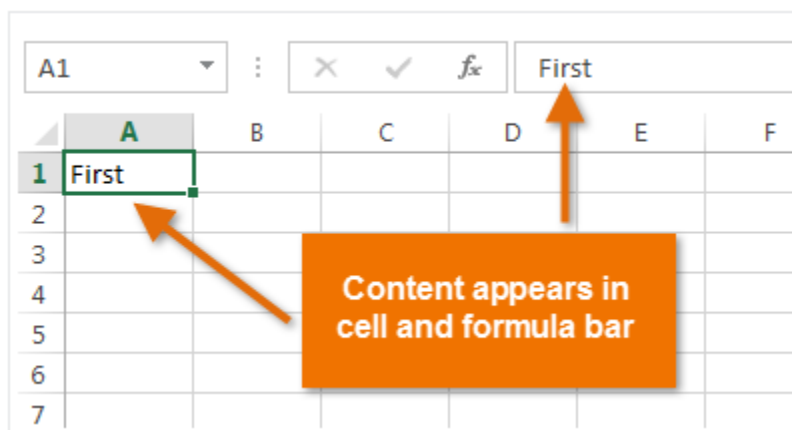 A1 fx First
A B C D E F
1 First
2
3
4
5
6
7
Content appears in
cell and formula bar